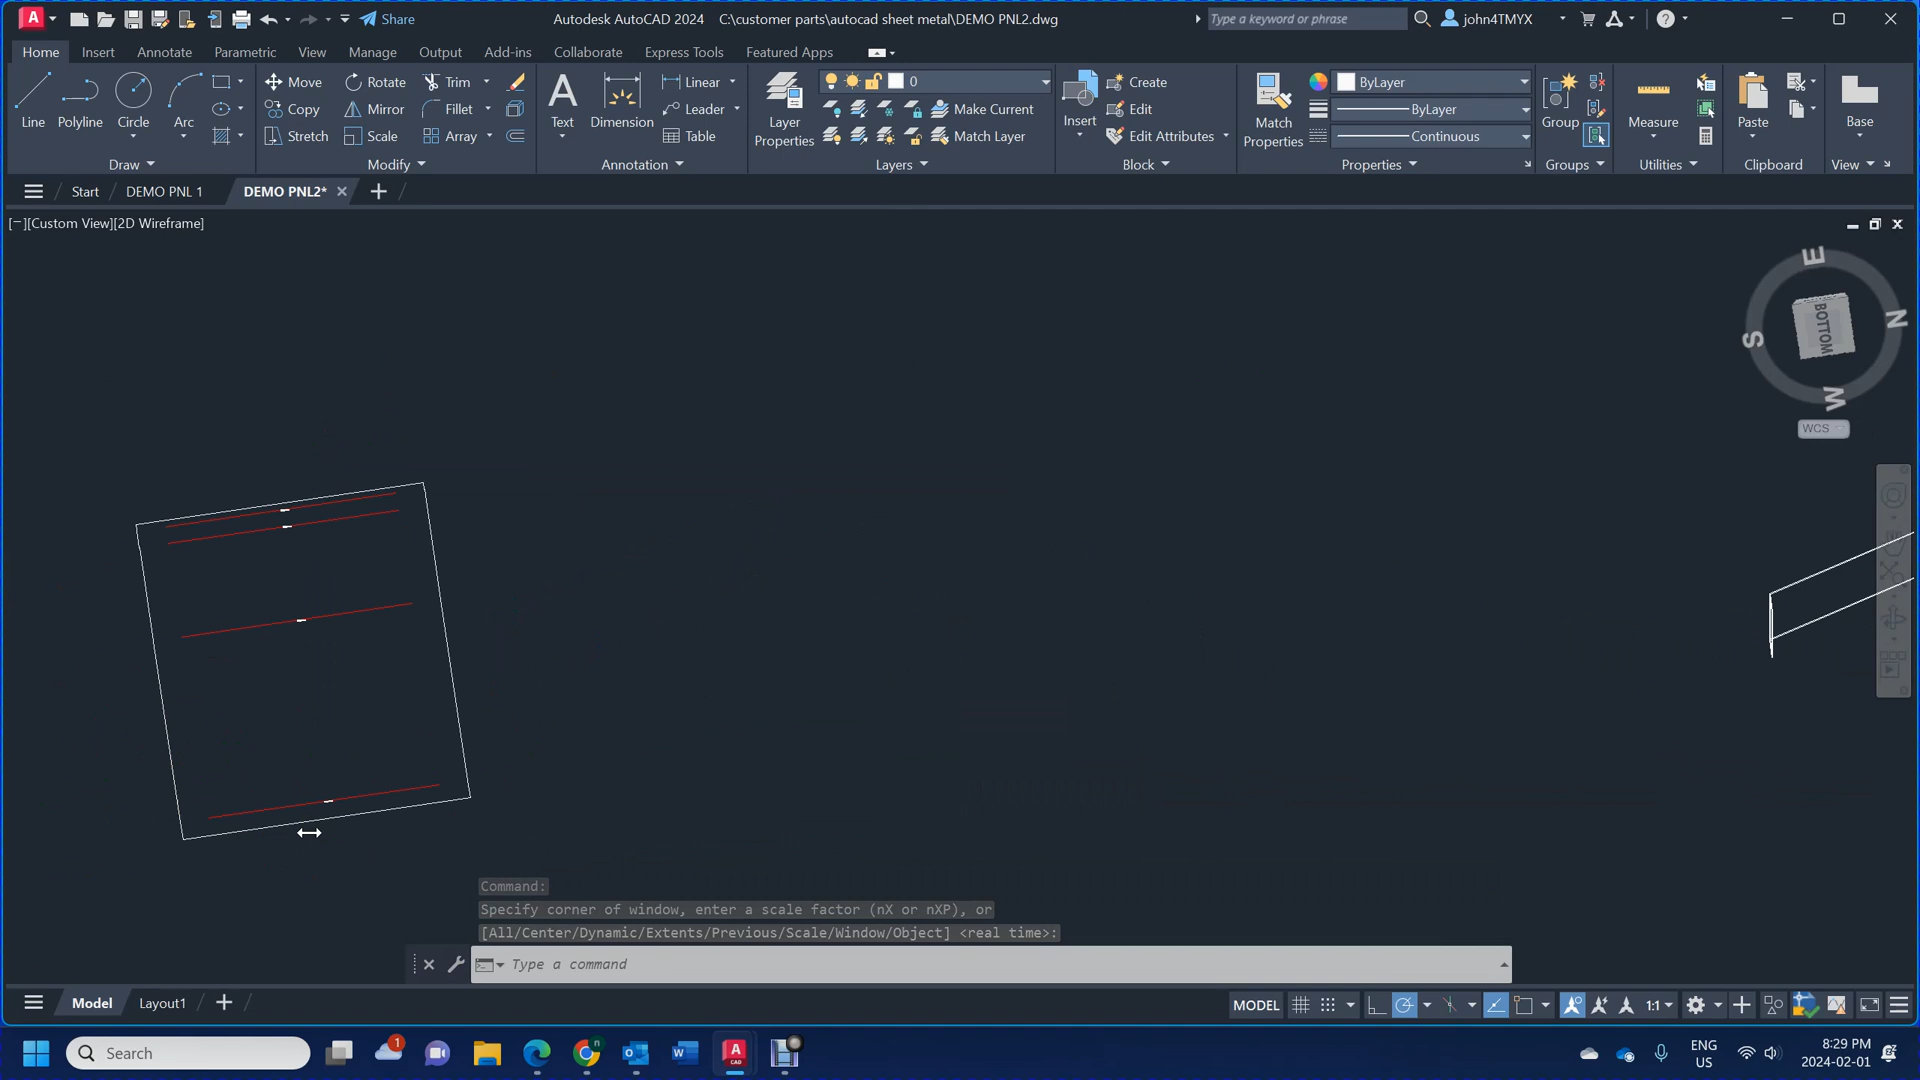 A Share Autodesk AutoCAD 2024 C:\customer parts\autocad sheet metal\DEMO PNL2.dwg Type a keyword or phrase john4TMYX ?
Home Insert Annotate Parametric View Manage Output Add-ins Collaborate Express Tools Featured Apps
Line Polyline Circle Arc
Move Rotate Trim
Copy Mirror Fillet
Stretch Scale Array
A Text Dimension
Linear
Leader
Table
Layer Properties
0
Make Current
Match Layer
Insert
Create
Edit
Edit Attributes
Match Properties
ByLayer
ByLayer
Continuous
Group Measure Paste Base
Draw Modify Annotation Layers Block Properties Groups Utilities Clipboard View
Start DEMO PNL 1 DEMO PNL2*
[−][Custom View][2D Wireframe]
E
S BOTTOM N
W
WCS
Command:
Specify corner of window, enter a scale factor (nX or nXP), or
[All/Center/Dynamic/Extents/Previous/Scale/Window/Object] <real time>:
Type a command
Model Layout1 MODEL 1:1
Search 1 n W A CAD ENG US 8:29 PM
2024-02-01